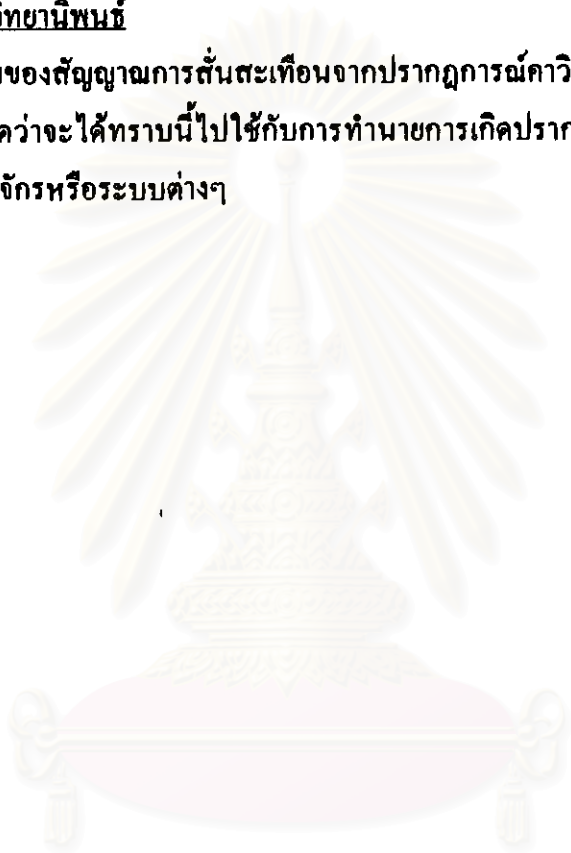 วิทยานิพนธ์
ของสัญญาณการสั่นสะเทือนจากปรากฎการณ์คาวิ
ว่าจะได้ทราบนี้ไปใช้กับการทำนายการเกิดปราก
จักรหรือระบบต่างๆ